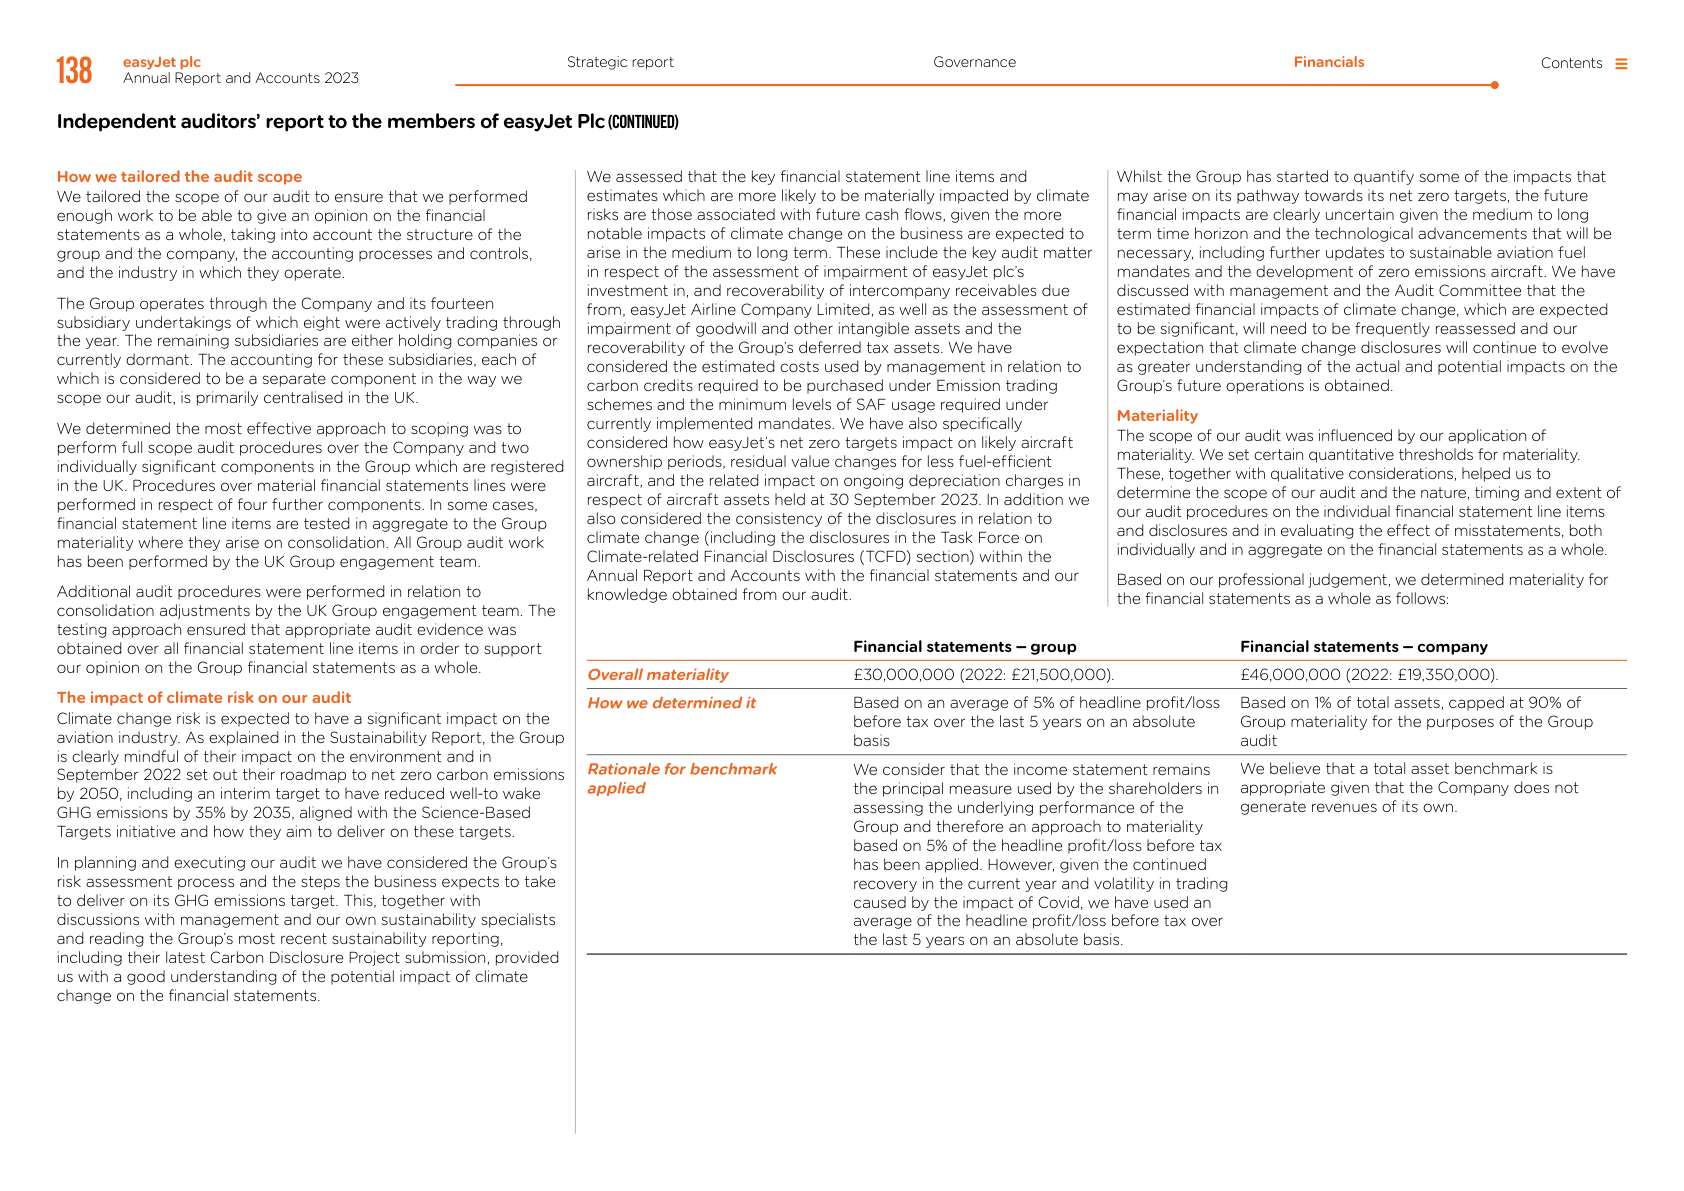 138
easyJet plc
Annual Report and Accounts 2023
Strategic report
Governance
Financials
Contents
Independent auditors’ report to the members of easyJet Plc (CONTINUED)
How we tailored the audit scope
We tailored the scope of our audit to ensure that we performed
enough work to be able to give an opinion on the financial
statements as a whole, taking into account the structure of the
group and the company, the accounting processes and controls,
and the industry in which they operate.
The Group operates through the Company and its fourteen
subsidiary undertakings of which eight were actively trading through
the year. The remaining subsidiaries are either holding companies or
currently dormant. The accounting for these subsidiaries, each of
which is considered to be a separate component in the way we
scope our audit, is primarily centralised in the UK.
We determined the most effective approach to scoping was to
perform full scope audit procedures over the Company and two
individually significant components in the Group which are registered
in the UK. Procedures over material financial statements lines were
performed in respect of four further components. In some cases,
financial statement line items are tested in aggregate to the Group
materiality where they arise on consolidation. All Group audit work
has been performed by the UK Group engagement team.
Additional audit procedures were performed in relation to
consolidation adjustments by the UK Group engagement team. The
testing approach ensured that appropriate audit evidence was
obtained over all financial statement line items in order to support
our opinion on the Group financial statements as a whole.
The impact of climate risk on our audit
Climate change risk is expected to have a significant impact on the
aviation industry. As explained in the Sustainability Report, the Group
is clearly mindful of their impact on the environment and in
September 2022 set out their roadmap to net zero carbon emissions
by 2050, including an interim target to have reduced well-to wake
GHG emissions by 35% by 2035, aligned with the Science-Based
Targets initiative and how they aim to deliver on these targets.
In planning and executing our audit we have considered the Group’s
risk assessment process and the steps the business expects to take
to deliver on its GHG emissions target. This, together with
discussions with management and our own sustainability specialists
and reading the Group’s most recent sustainability reporting,
including their latest Carbon Disclosure Project submission, provided
us with a good understanding of the potential impact of climate
change on the financial statements.
We assessed that the key financial statement line items and
estimates which are more likely to be materially impacted by climate
risks are those associated with future cash flows, given the more
notable impacts of climate change on the business are expected to
arise in the medium to long term. These include the key audit matter
in respect of the assessment of impairment of easyJet plc’s
investment in, and recoverability of intercompany receivables due
from, easyJet Airline Company Limited, as well as the assessment of
impairment of goodwill and other intangible assets and the
recoverability of the Group’s deferred tax assets. We have
considered the estimated costs used by management in relation to
carbon credits required to be purchased under Emission trading
schemes and the minimum levels of SAF usage required under
currently implemented mandates. We have also specifically
considered how easyJet’s net zero targets impact on likely aircraft
ownership periods, residual value changes for less fuel-efficient
aircraft, and the related impact on ongoing depreciation charges in
respect of aircraft assets held at 30 September 2023. In addition we
also considered the consistency of the disclosures in relation to
climate change (including the disclosures in the Task Force on
Climate-related Financial Disclosures (TCFD) section) within the
Annual Report and Accounts with the financial statements and our
knowledge obtained from our audit.
Whilst the Group has started to quantify some of the impacts that
may arise on its pathway towards its net zero targets, the future
financial impacts are clearly uncertain given the medium to long
term time horizon and the technological advancements that will be
necessary, including further updates to sustainable aviation fuel
mandates and the development of zero emissions aircraft. We have
discussed with management and the Audit Committee that the
estimated financial impacts of climate change, which are expected
to be significant, will need to be frequently reassessed and our
expectation that climate change disclosures will continue to evolve
as greater understanding of the actual and potential impacts on the
Group’s future operations is obtained.
Materiality
The scope of our audit was influenced by our application of
materiality. We set certain quantitative thresholds for materiality.
These, together with qualitative considerations, helped us to
determine the scope of our audit and the nature, timing and extent of
our audit procedures on the individual financial statement line items
and disclosures and in evaluating the effect of misstatements, both
individually and in aggregate on the financial statements as a whole.
Based on our professional judgement, we determined materiality for
the financial statements as a whole as follows:
Financial statements – group
Financial statements – company
Overall materiality
£30,000,000 (2022: £21,500,000).
£46,000,000 (2022: £19,350,000).
How we determined it
Based on an average of 5% of headline profit/loss
before tax over the last 5 years on an absolute
basis
Based on 1% of total assets, capped at 90% of
Group materiality for the purposes of the Group
audit
Rationale for benchmark
applied
We consider that the income statement remains
the principal measure used by the shareholders in
assessing the underlying performance of the
Group and therefore an approach to materiality
based on 5% of the headline profit/loss before tax
has been applied. However, given the continued
recovery in the current year and volatility in trading
caused by the impact of Covid, we have used an
average of the headline profit/loss before tax over
the last 5 years on an absolute basis.
We believe that a total asset benchmark is
appropriate given that the Company does not
generate revenues of its own.